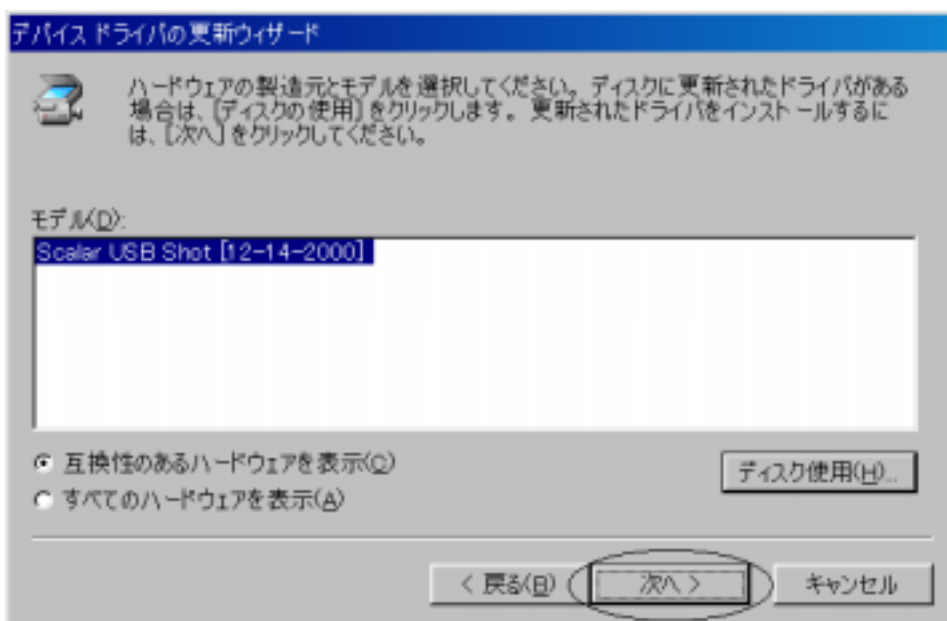 デバイス ドライバの更新ウィザード
ハードウェアの製造元とモデルを選択してください。ディスクに更新されたドライバがある
場合は、[ディスクの使用] をクリックします。 更新されたドライバをインストールするに
は、[次へ] をクリックしてください。
モデル(D):
Scalar USB Shot [12-14-2000]
互換性のあるハードウェアを表示(C)
すべてのハードウェアを表示(A)
ディスク使用(H)...
< 戻る(B)
次へ >
キャンセル